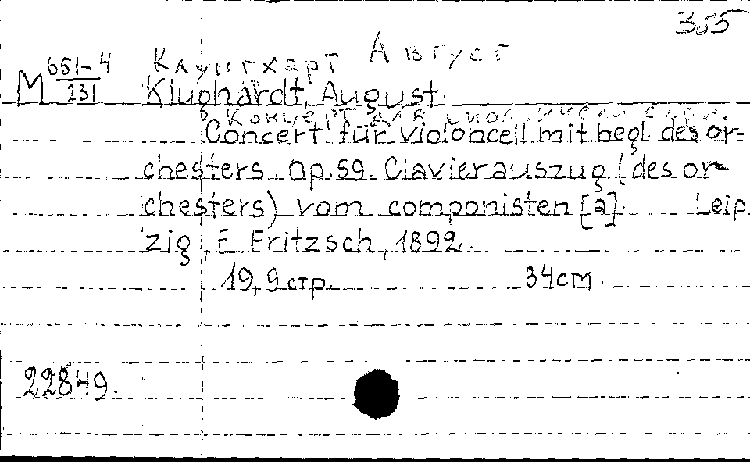 355
Клугхарт Август
M 651-4/231 Klughardt, August
Концерт для виолончели
Concert für violoncell mit begl des or-
chesters. Op. 59. Clavierauszug (des or-
chesters) vom componisten [a]. Leip
zig, E Fritzsch, 1892.
19, 9 стр. 34 см.
22849.